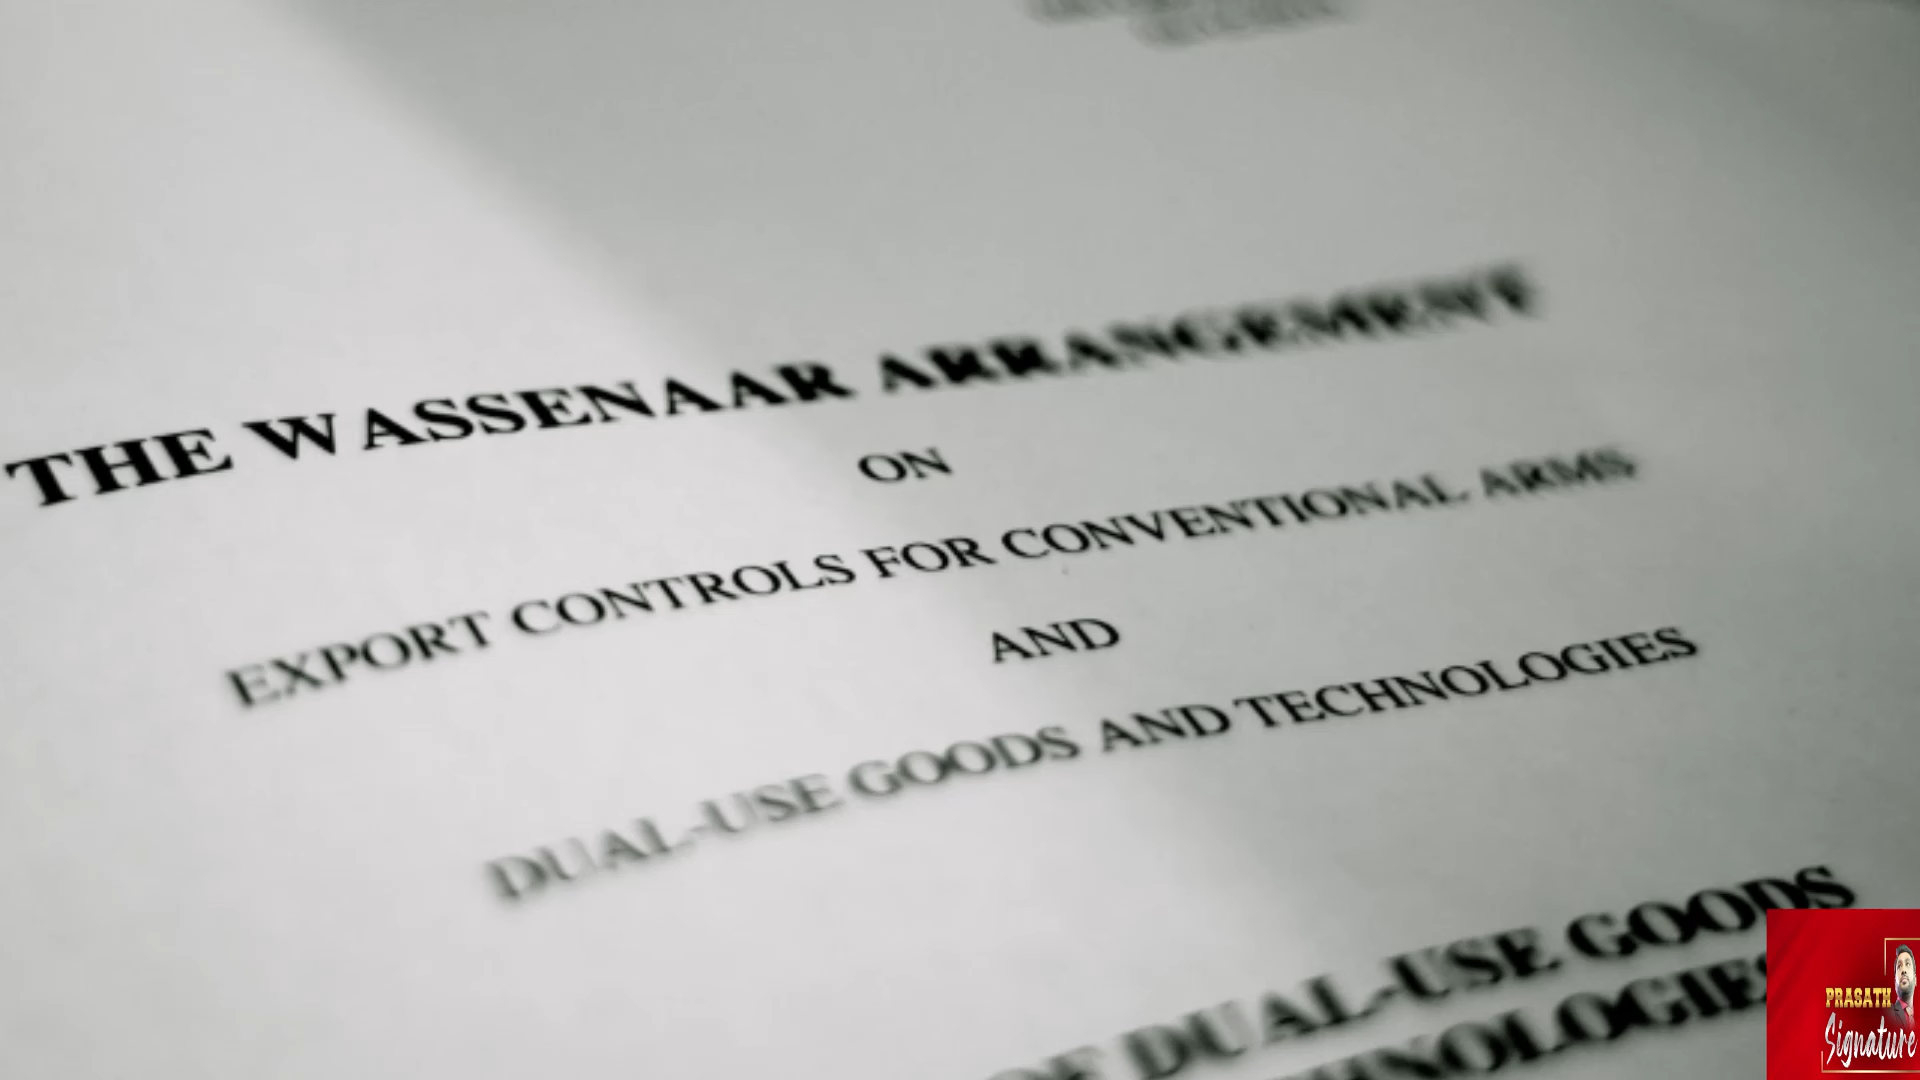 THE WASSENAAR ARRANGEMENT
ON
EXPORT CONTROLS FOR CONVENTIONAL ARMS
AND
DUAL-USE GOODS AND TECHNOLOGIES
OF DUAL-USE GOODS
PRASATH
Signature